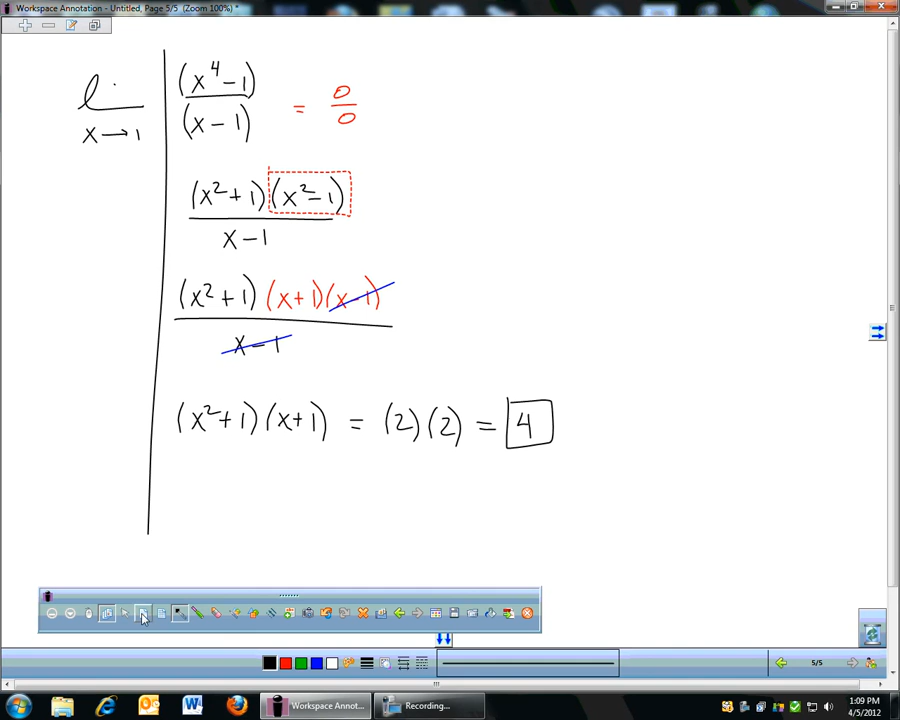 Workspace Annotation - Untitled, Page 5/5 (Zoom 100%) *
lim x→1 (x⁴-1)/(x-1) = 0/0
(x²+1)(x²-1)
x-1
(x²+1)(x+1)(x-1)
x-1
(x²+1)(x+1) = (2)(2) = 4
5/5
Workspace Annot...
Recording...
1:09 PM
4/5/2012